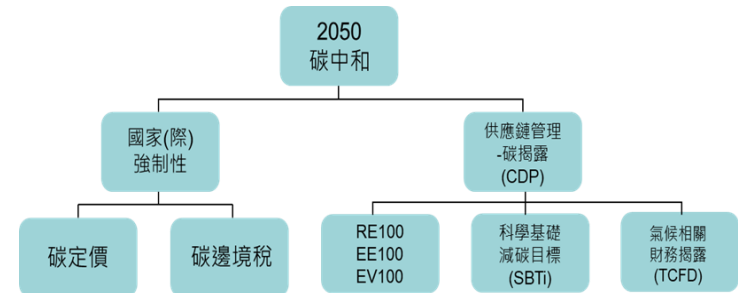 2050
碳中和
國家(際)
強制性
供應鏈管理
-碳揭露
(CDP)
碳定價
碳邊境稅
RE100
EE100
EV100
科學基礎
減碳目標
(SBTi)
氣候相關
財務揭露
(TCFD)